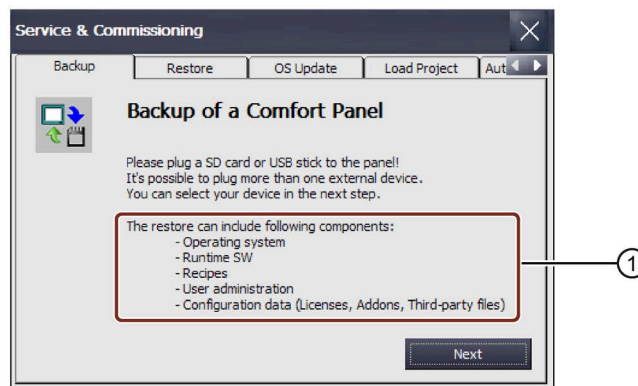 Service & Commissioning
Backup
Restore
OS Update
Load Project
Aut
Backup of a Comfort Panel
Please plug a SD card or USB stick to the panel!
It's possible to plug more than one external device.
You can select your device in the next step.
The restore can include following components:
- Operating system
- Runtime SW
- Recipes
- User administration
- Configuration data (Licenses, Addons, Third-party files)
1
Next